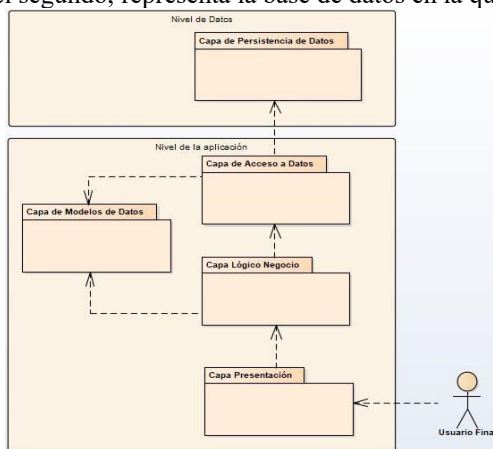 el segundo, representa la base de datos en la qu
Nivel de Datos
Capa de Persistencia de Datos
Nivel de la aplicación
Capa de Acceso a Datos
Capa de Modelos de Datos
Capa Lógico Negocio
Capa Presentación
Usuario Fina